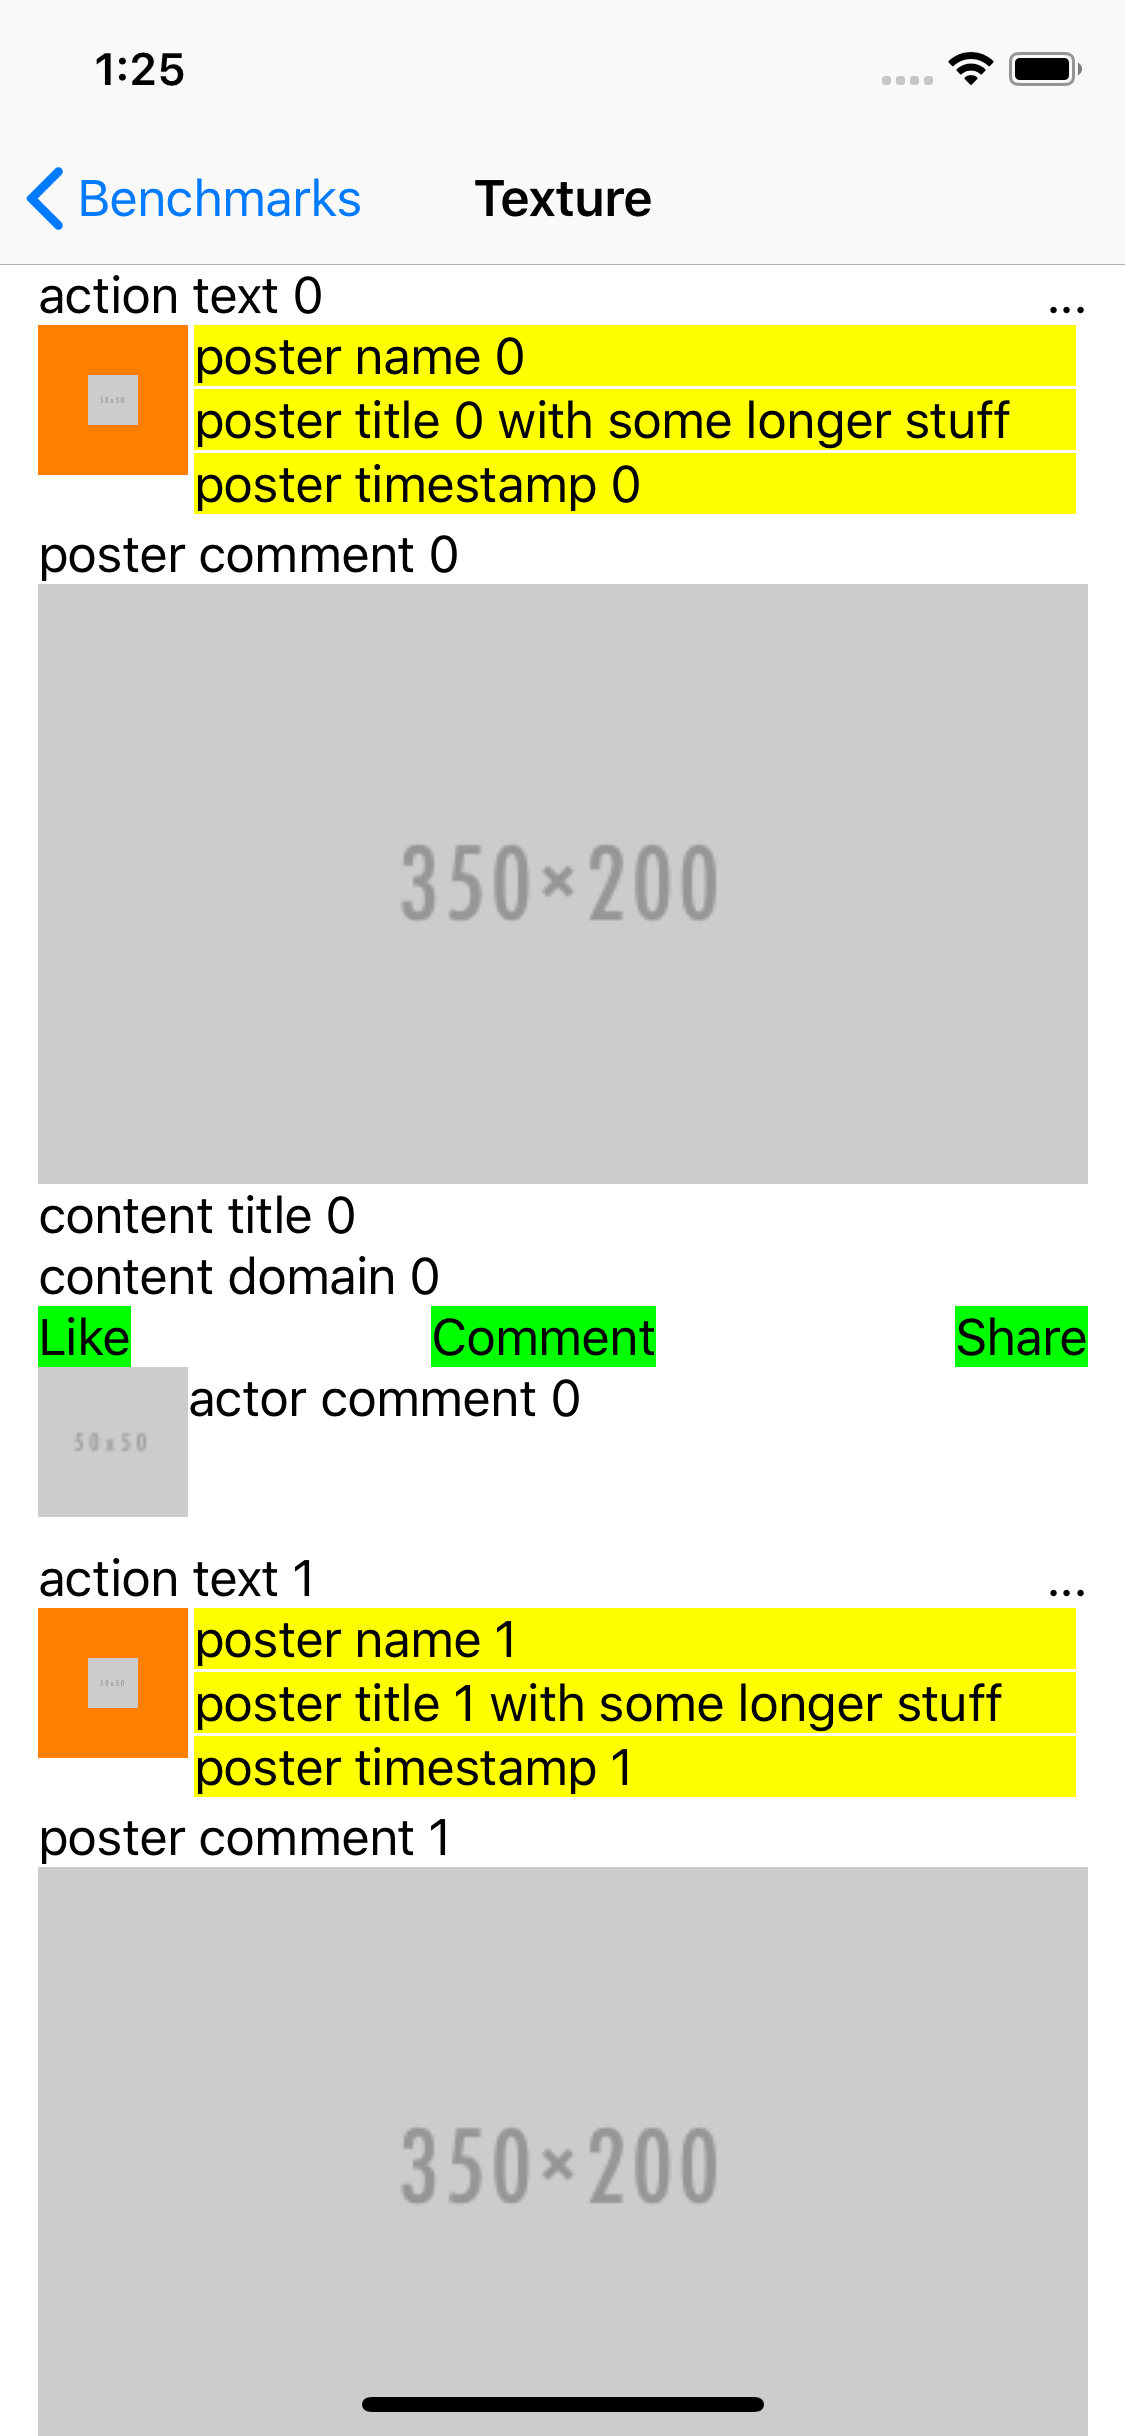 1:25
Benchmarks Texture
action text 0 ...
50x50
poster name 0
poster title 0 with some longer stuff
poster timestamp 0
poster comment 0
350×200
content title 0
content domain 0
Like Comment Share
50x50
actor comment 0
action text 1 ...
50x50
poster name 1
poster title 1 with some longer stuff
poster timestamp 1
poster comment 1
350×200